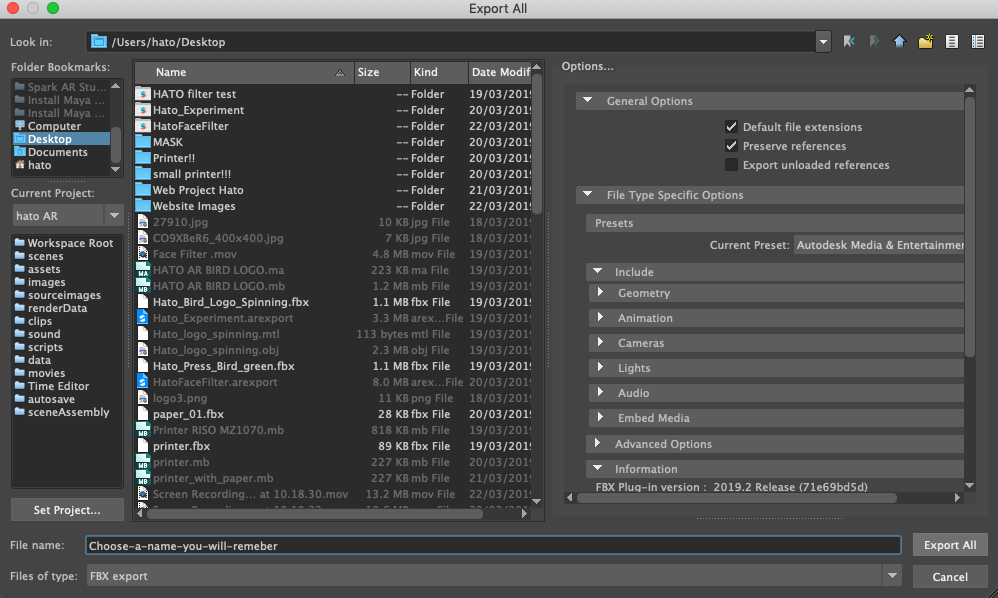 Export All
Look in:
/Users/hato/Desktop
Folder Bookmarks:
Spark AR Stu...
Install Maya ...
Install Maya ...
Computer
Desktop
Documents
hato
Current Project:
hato AR
Workspace Root
scenes
assets
images
sourceimages
renderData
clips
sound
scripts
data
movies
Time Editor
autosave
sceneAssembly
Set Project...
Name Size Kind Date Modif
HATO filter test -- Folder 19/03/2019
Hato_Experiment -- Folder 20/03/2019
HatoFaceFilter -- Folder 22/03/2019
MASK -- Folder 22/03/2019
Printer!! -- Folder 20/03/2019
small printer!!! -- Folder 20/03/2019
Web Project Hato -- Folder 21/03/2019
Website Images -- Folder 22/03/2019
27910.jpg 10 KB jpg File 18/03/2019
CO9XBeR6_400x400.jpg 7 KB jpg File 18/03/2019
Face Filter .mov 4.8 MB mov File 22/03/2019
HATO AR BIRD LOGO.ma 223 KB ma File 19/03/2019
HATO AR BIRD LOGO.mb 1.2 MB mb File 19/03/2019
Hato_Bird_Logo_Spinning.fbx 1.1 MB fbx File 19/03/2019
Hato_Experiment.arexport 3.3 MB arex...File 19/03/2019
Hato_logo_spinning.mtl 113 bytes mtl File 19/03/2019
Hato_logo_spinning.obj 2.3 MB obj File 19/03/2019
Hato_Press_Bird_green.fbx 1.1 MB fbx File 19/03/2019
HatoFaceFilter.arexport 8.0 MB arex...File 22/03/2019
logo3.png 11 KB png File 18/03/2019
paper_01.fbx 28 KB fbx File 20/03/2019
Printer RISO MZ1070.mb 818 KB mb File 19/03/2019
printer.fbx 89 KB fbx File 19/03/2019
printer.mb 227 KB mb File 20/03/2019
printer_with_paper.mb 227 KB mb File 21/03/2019
Screen Recording... at 10.18.30.mov 13.2 MB mov File 22/03/2019
Options...
General Options
Default file extensions
Preserve references
Export unloaded references
File Type Specific Options
Presets
Current Preset: Autodesk Media & Entertainmer
Include
Geometry
Animation
Cameras
Lights
Audio
Embed Media
Advanced Options
Information
FBX Plug-in version : 2019.2 Release (71e69bd5d)
File name: Choose-a-name-you-will-remeber
Export All
Files of type: FBX export
Cancel